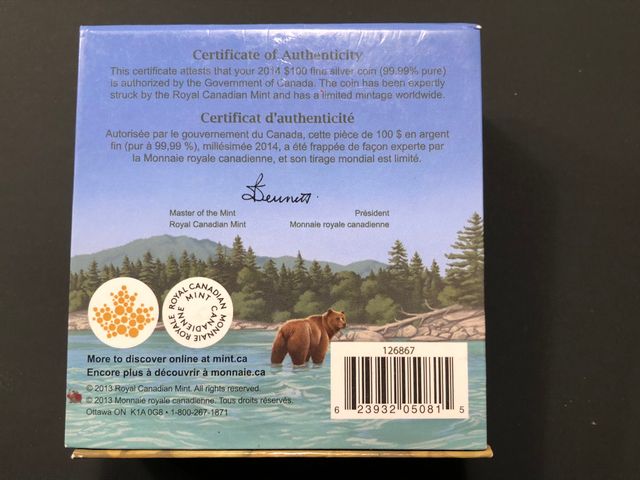 Certificate of Authenticity
This certificate attests that your 2014 $100 fine silver coin (99.99% pure)
is authorized by the Government of Canada. The coin has been expertly
struck by the Royal Canadian Mint and has a limited mintage worldwide.
Certificat d'authenticité
Autorisée par le gouvernement du Canada, cette pièce de 100 $ en argent
fin (pur à 99,99 %), millésimée 2014, a été frappée de façon experte par
la Monnaie royale canadienne, et son tirage mondial est limité.
Bennett
Master of the Mint
Royal Canadian Mint
Président
Monnaie royale canadienne
ROYAL CANADIAN MINT
MONNAIE ROYALE CANADIENNE
More to discover online at mint.ca
Encore plus à découvrir à monnaie.ca
© 2013 Royal Canadian Mint. All rights reserved.
© 2013 Monnaie royale canadienne. Tous droits réservés.
Ottawa ON K1A 0G8 • 1-800-267-1871
126867
6 23932 05081 5